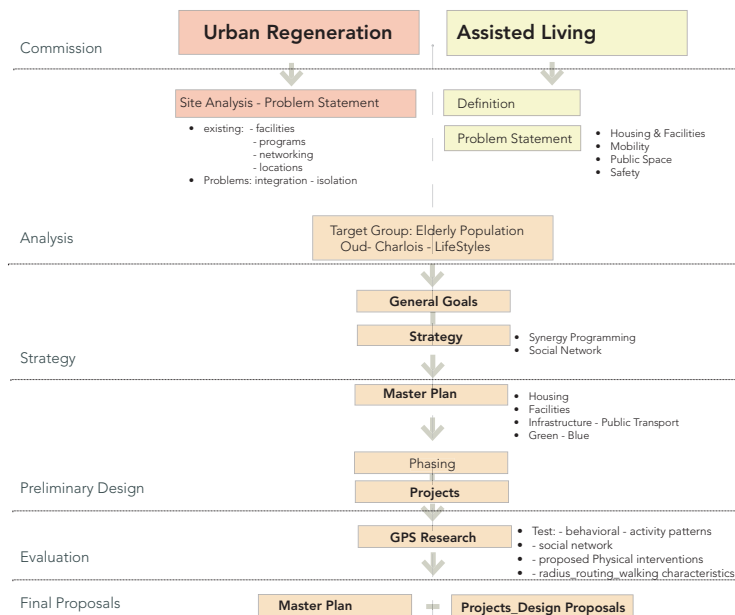 Commission
Urban Regeneration
Assisted Living
Site Analysis - Problem Statement
• existing: - facilities
- programs
- networking
- locations
• Problems: integration - isolation
Definition
Problem Statement
• Housing & Facilities
• Mobility
• Public Space
• Safety
Analysis
Target Group: Elderly Population
Oud- Charlois - LifeStyles
General Goals
Strategy
• Synergy Programming
• Social Network
Strategy
Master Plan
• Housing
• Facilities
• Infrastructure - Public Transport
• Green - Blue
Phasing
Projects
Preliminary Design
GPS Research
• Test: - behavioral - activity patterns
• - social network
• - proposed Physical interventions
• - radius_routing_walking characteristics
Evaluation
Final Proposals
Master Plan
Projects_Design Proposals